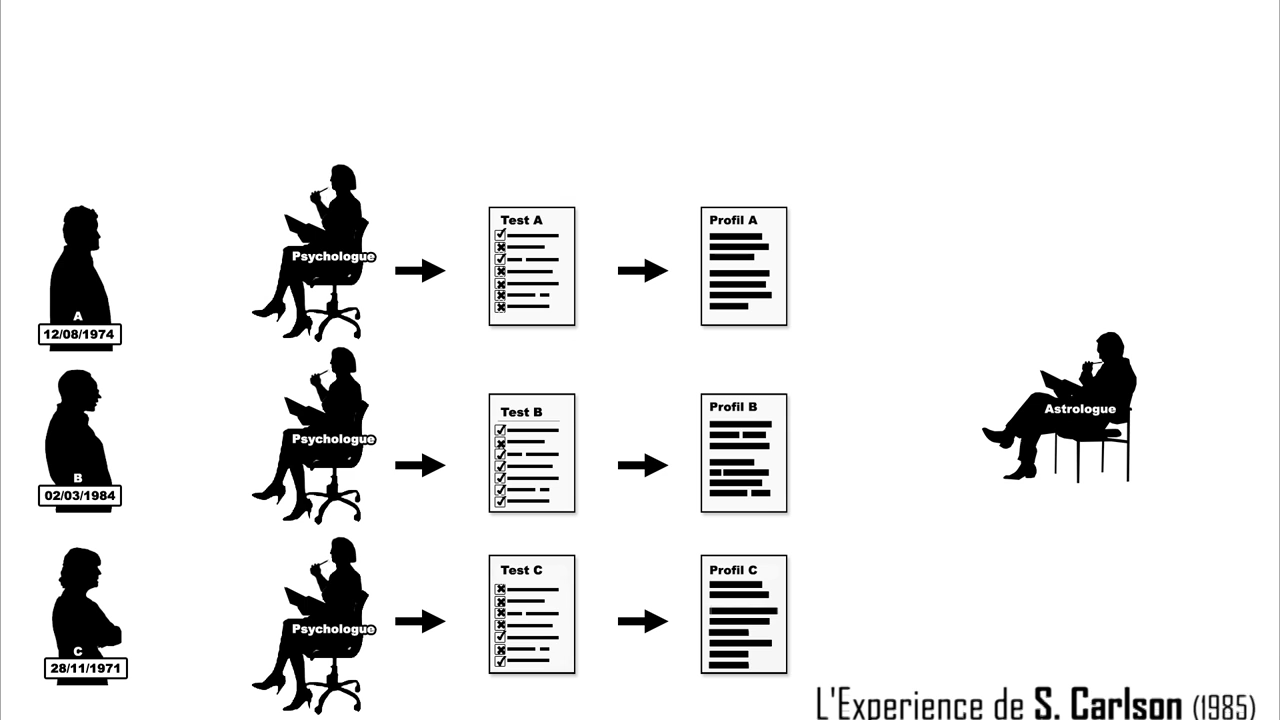 A
12/08/1974
Psychologue
Test A
Profil A
B
02/03/1984
Psychologue
Test B
Profil B
C
28/11/1971
Psychologue
Test C
Profil C
Astrologue
L'Experience de S. Carlson (1985)